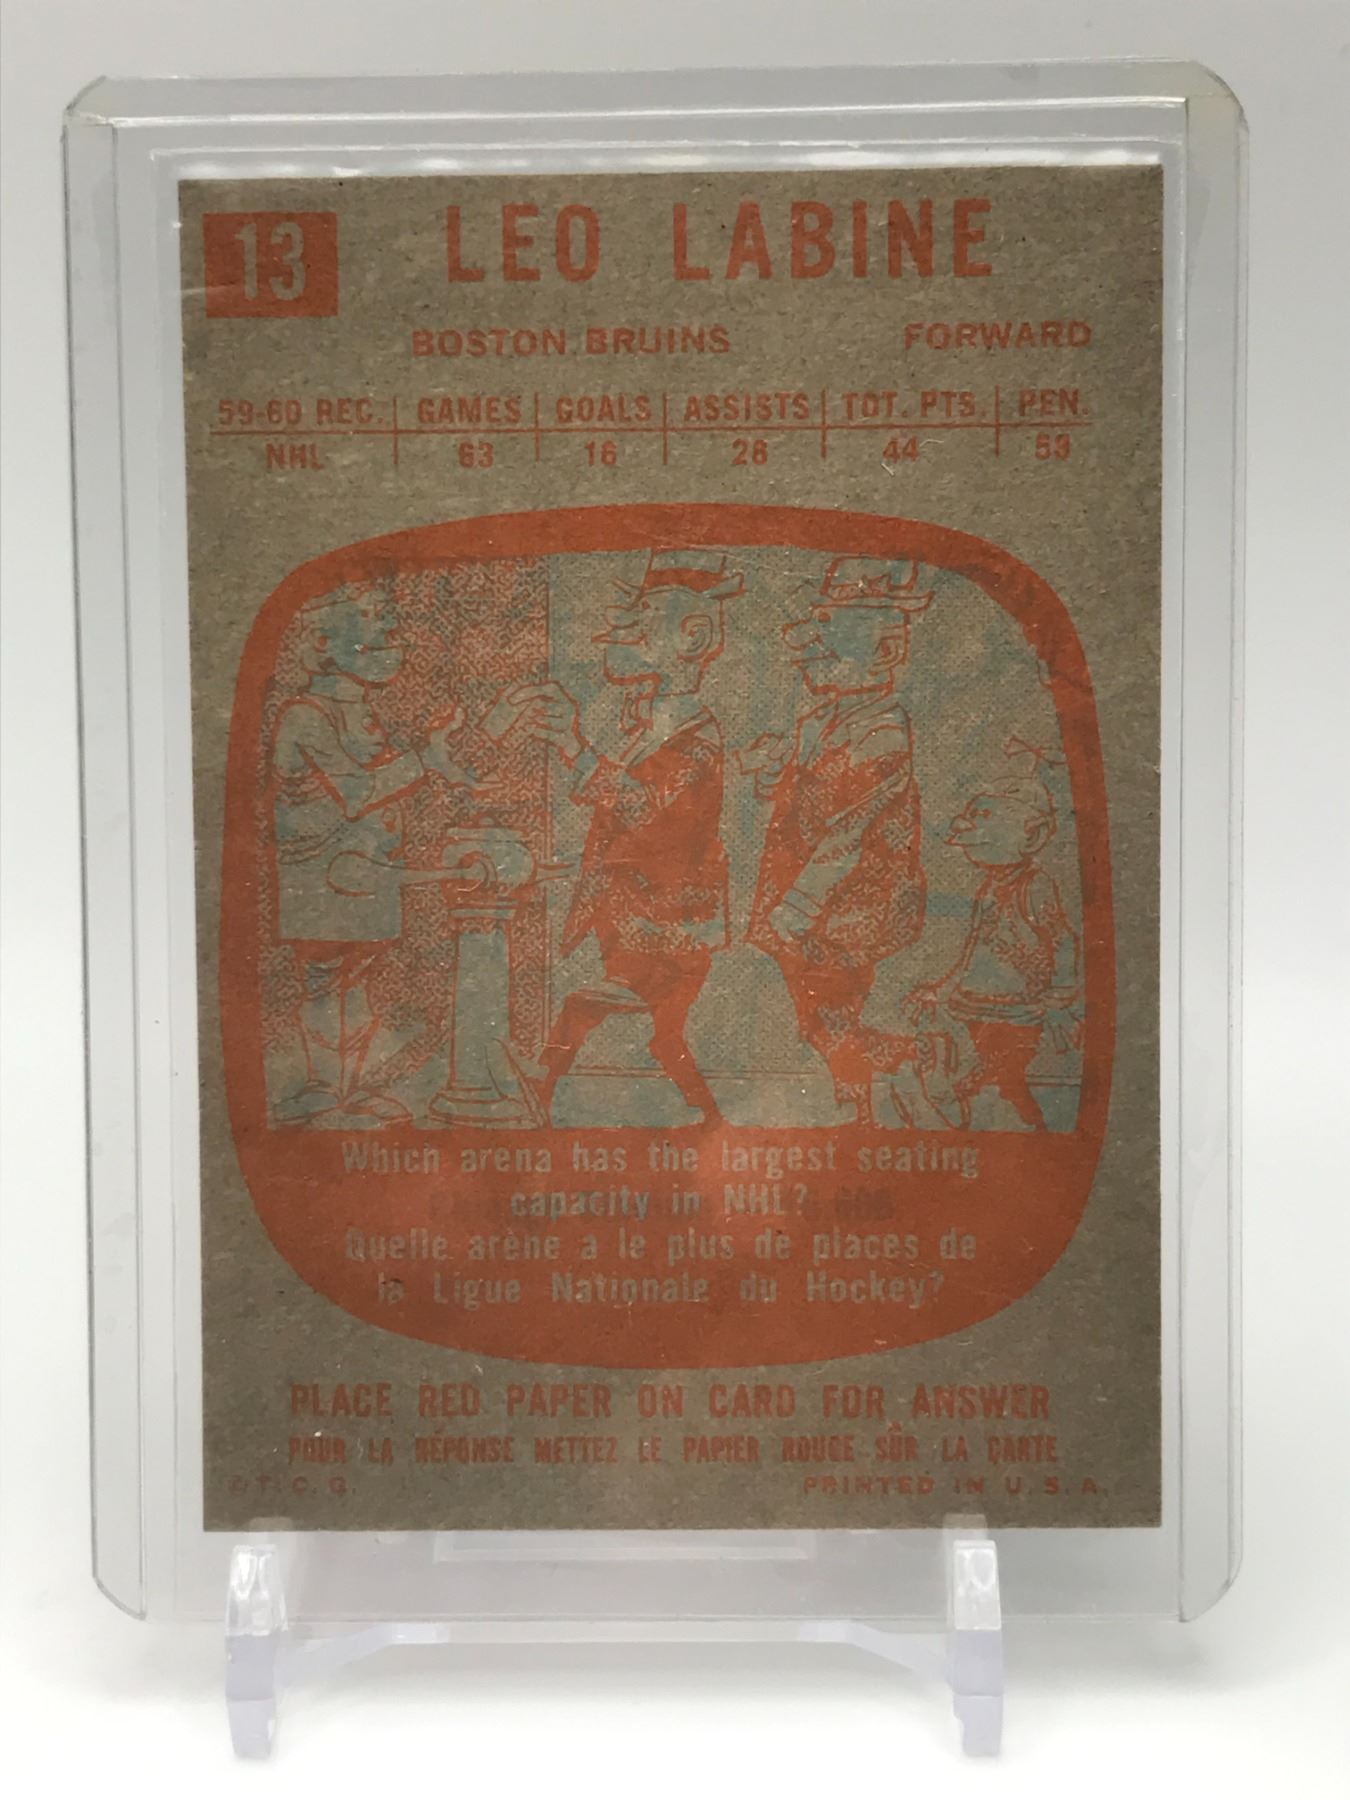 13 LEO LABINE
BOSTON BRUINS FORWARD
59-60 REC. GAMES GOALS ASSISTS TOT. PTS. PEN.
NHL 63 16 28 44 58
Which arena has the largest seating
capacity in NHL?
Quelle arène a le plus de places de
la Ligue Nationale du Hockey?
PLACE RED PAPER ON CARD FOR ANSWER
POUR LA RÉPONSE METTEZ LE PAPIER ROUGE SÛR LA CARTE
© T. C. G. PRINTED IN U. S. A.